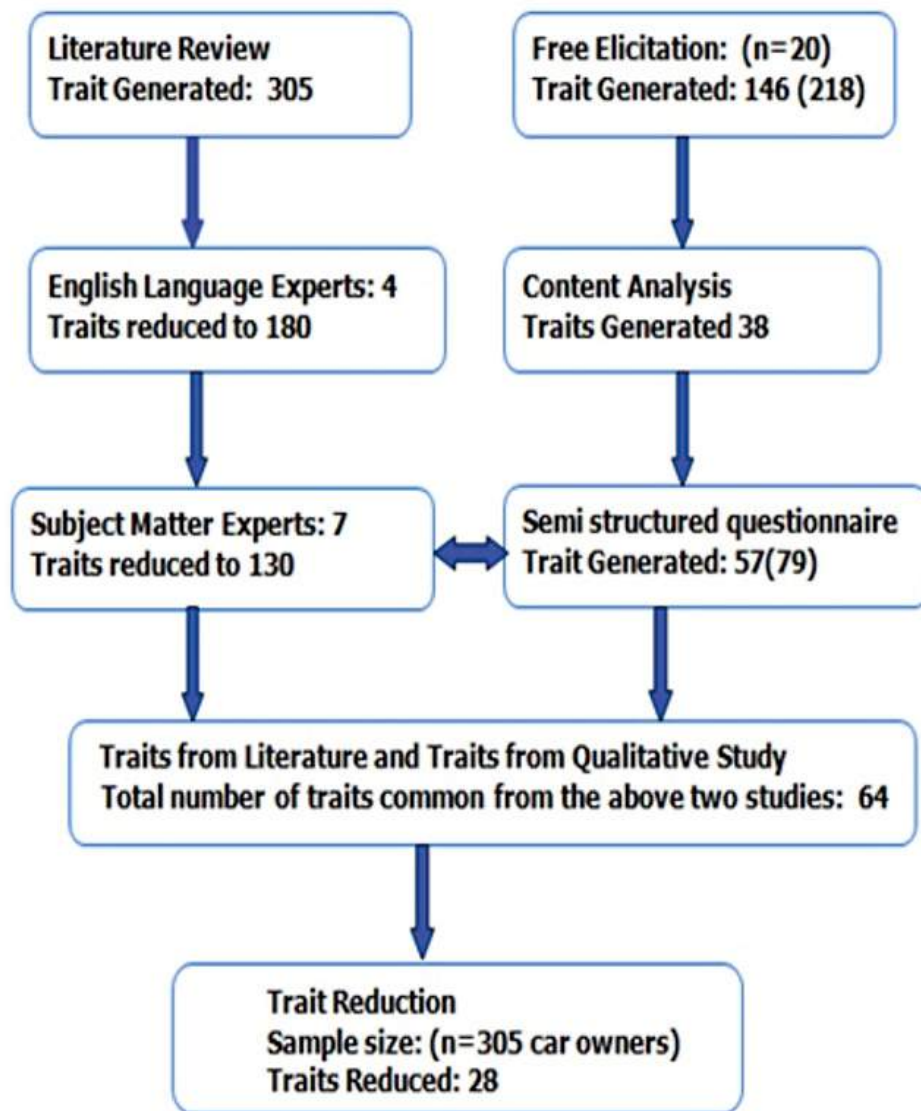 Literature Review
Trait Generated: 305
Free Elicitation: (n=20)
Trait Generated: 146 (218)
English Language Experts: 4
Traits reduced to 180
Content Analysis
Traits Generated 38
Subject Matter Experts: 7
Traits reduced to 130
Semi structured questionnaire
Trait Generated: 57(79)
Traits from Literature and Traits from Qualitative Study
Total number of traits common from the above two studies: 64
Trait Reduction
Sample size: (n=305 car owners)
Traits Reduced: 28